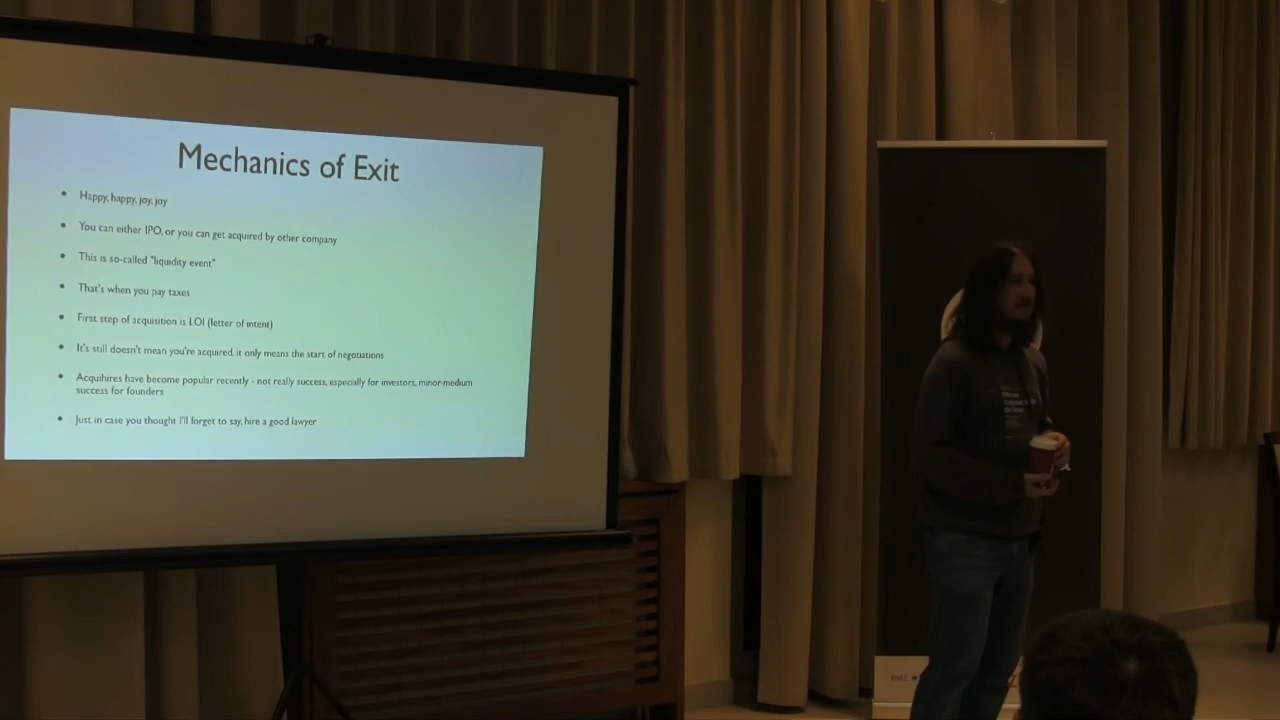 Mechanics of Exit
• Happy, happy, joy, joy
• You can either IPO, or you can get acquired by other company
• This is so-called "liquidity event"
• That's when you pay taxes
• First step of acquisition is LOI (letter of intent)
• It's still doesn't mean you're acquired, it only means the start of negotiations
• Acquihires have become popular recently - not really success, especially for investors, minor-medium
success for founders
• Just in case you thought I'll forget to say, hire a good lawyer
BMZ